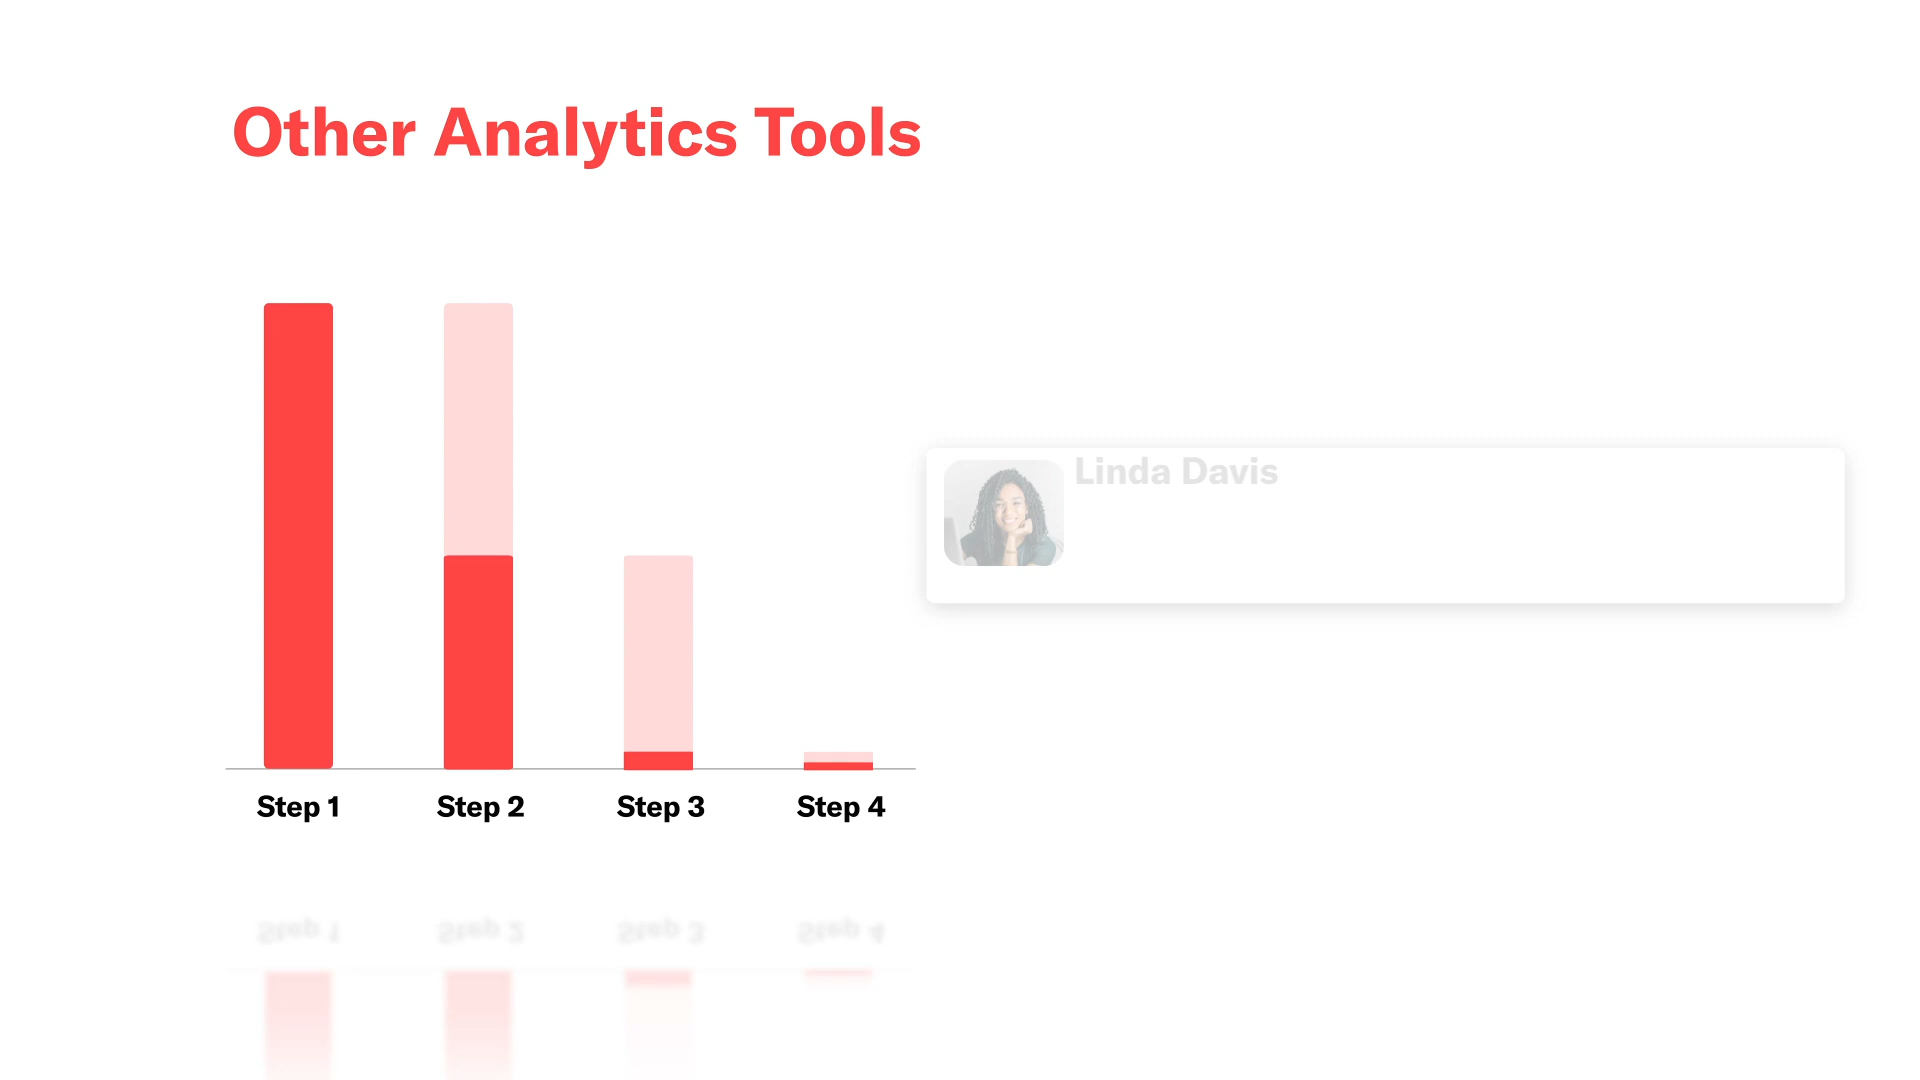 Other Analytics Tools
Linda Davis
Step 1
Step 2
Step 3
Step 4